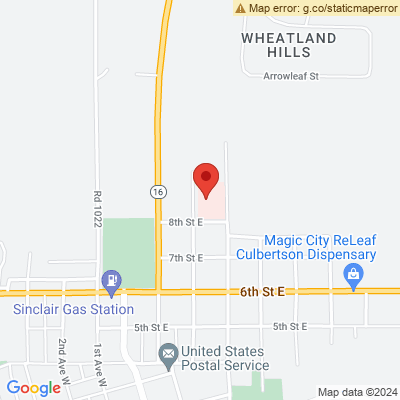 Map error: g.co/staticmaperror
WHEATLAND
HILLS
Arrowleaf St
Rd 1022
16
8th St E
Magic City ReLeaf
Culbertson Dispensary
7th St E
6th St E
Sinclair Gas Station
5th St E
5th St E
2nd Ave W
1st Ave W
United States
Postal Service
Google
Map data ©2024